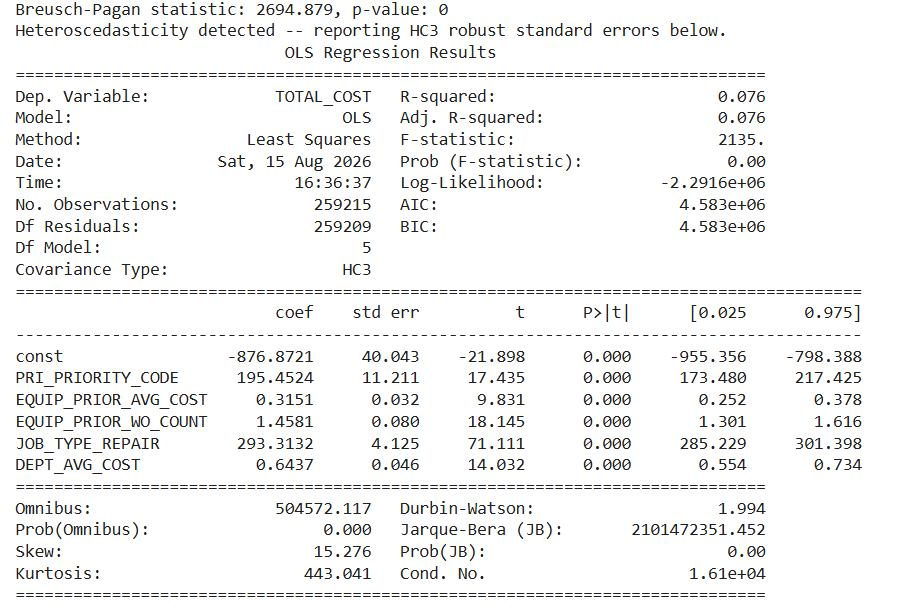 Breusch-Pagan statistic: 2694.879, p-value: 0
Heteroscedasticity detected -- reporting HC3 robust standard errors below.
                            OLS Regression Results
==============================================================================
Dep. Variable:             TOTAL_COST   R-squared:                       0.076
Model:                            OLS   Adj. R-squared:                  0.076
Method:                 Least Squares   F-statistic:                     2135.
Date:                Sat, 15 Aug 2026   Prob (F-statistic):               0.00
Time:                        16:36:37   Log-Likelihood:            -2.2916e+06
No. Observations:              259215   AIC:                         4.583e+06
Df Residuals:                  259209   BIC:                         4.583e+06
Df Model:                           5
Covariance Type:                  HC3
========================================================================================
                           coef    std err          t      P>|t|      [0.025      0.975]
----------------------------------------------------------------------------------------
const                 -876.8721     40.043    -21.898      0.000    -955.356    -798.388
PRI_PRIORITY_CODE      195.4524     11.211     17.435      0.000     173.480     217.425
EQUIP_PRIOR_AVG_COST     0.3151      0.032      9.831      0.000       0.252       0.378
EQUIP_PRIOR_WO_COUNT     1.4581      0.080     18.145      0.000       1.301       1.616
JOB_TYPE_REPAIR        293.3132      4.125     71.111      0.000     285.229     301.398
DEPT_AVG_COST            0.6437      0.046     14.032      0.000       0.554       0.734
==============================================================================
Omnibus:                   504572.117   Durbin-Watson:                   1.994
Prob(Omnibus):                  0.000   Jarque-Bera (JB):       2101472351.452
Skew:                          15.276   Prob(JB):                         0.00
Kurtosis:                     443.041   Cond. No.                     1.61e+04
==============================================================================